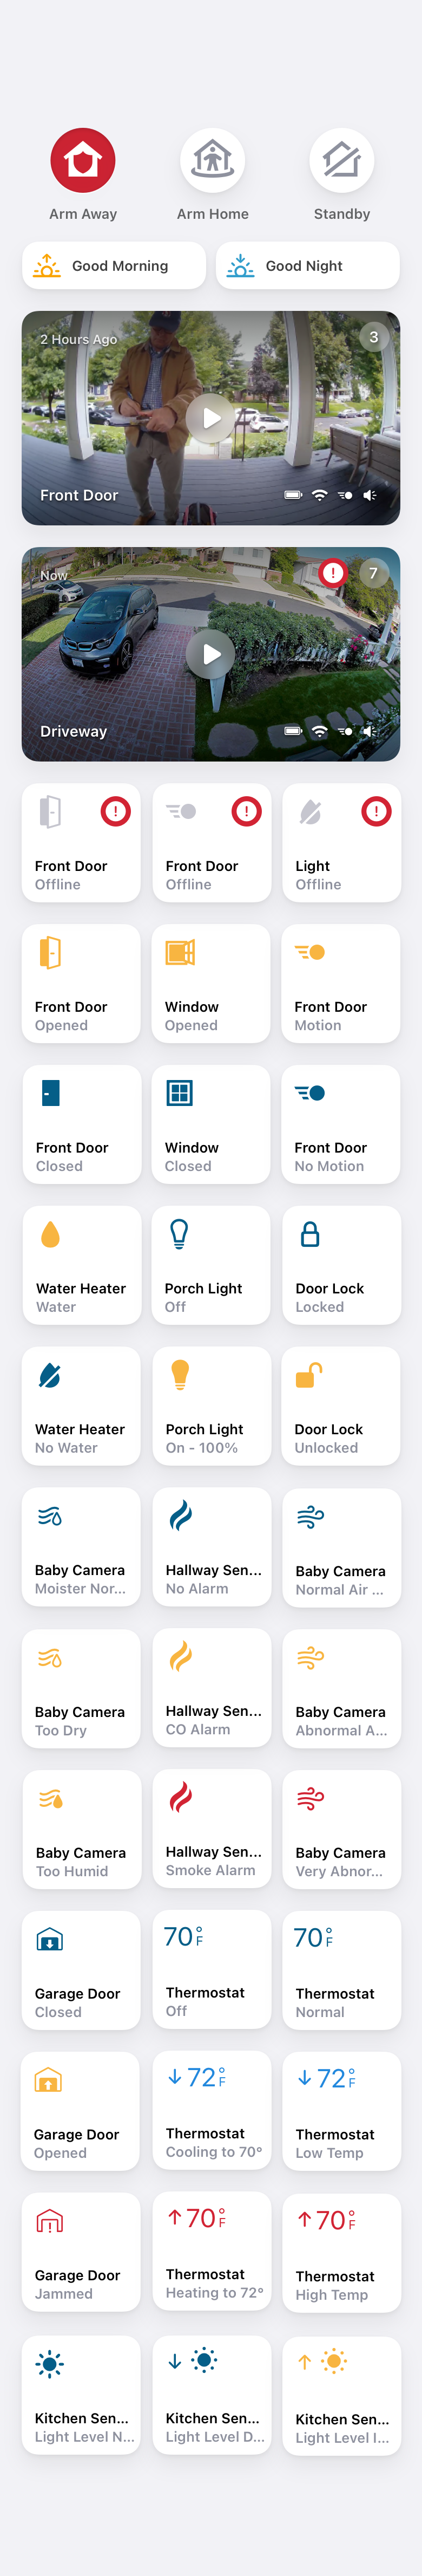 Arm Away
Arm Home
Standby
Good Morning
Good Night
2 Hours Ago
3
Front Door
Now
!
7
Driveway
!
!
!
Front Door
Front Door
Light
Offline
Offline
Offline
Front Door
Window
Front Door
Opened
Opened
Motion
Front Door
Window
Front Door
Closed
Closed
No Motion
Water Heater
Porch Light
Door Lock
Water
Off
Locked
Water Heater
Porch Light
Door Lock
No Water
On - 100%
Unlocked
Baby Camera
Hallway Sen...
Baby Camera
Moister Nor...
No Alarm
Normal Air ...
Baby Camera
Hallway Sen...
Baby Camera
Too Dry
CO Alarm
Abnormal A...
Baby Camera
Hallway Sen...
Baby Camera
Too Humid
Smoke Alarm
Very Abnor...
70°F
70°F
Garage Door
Thermostat
Thermostat
Closed
Off
Normal
↓ 72°F
↓ 72°F
Garage Door
Thermostat
Thermostat
Opened
Cooling to 70°
Low Temp
↑ 70°F
↑ 70°F
Garage Door
Thermostat
Thermostat
Jammed
Heating to 72°
High Temp
Kitchen Sen...
Kitchen Sen...
Kitchen Sen...
Light Level N...
Light Level D...
Light Level I...